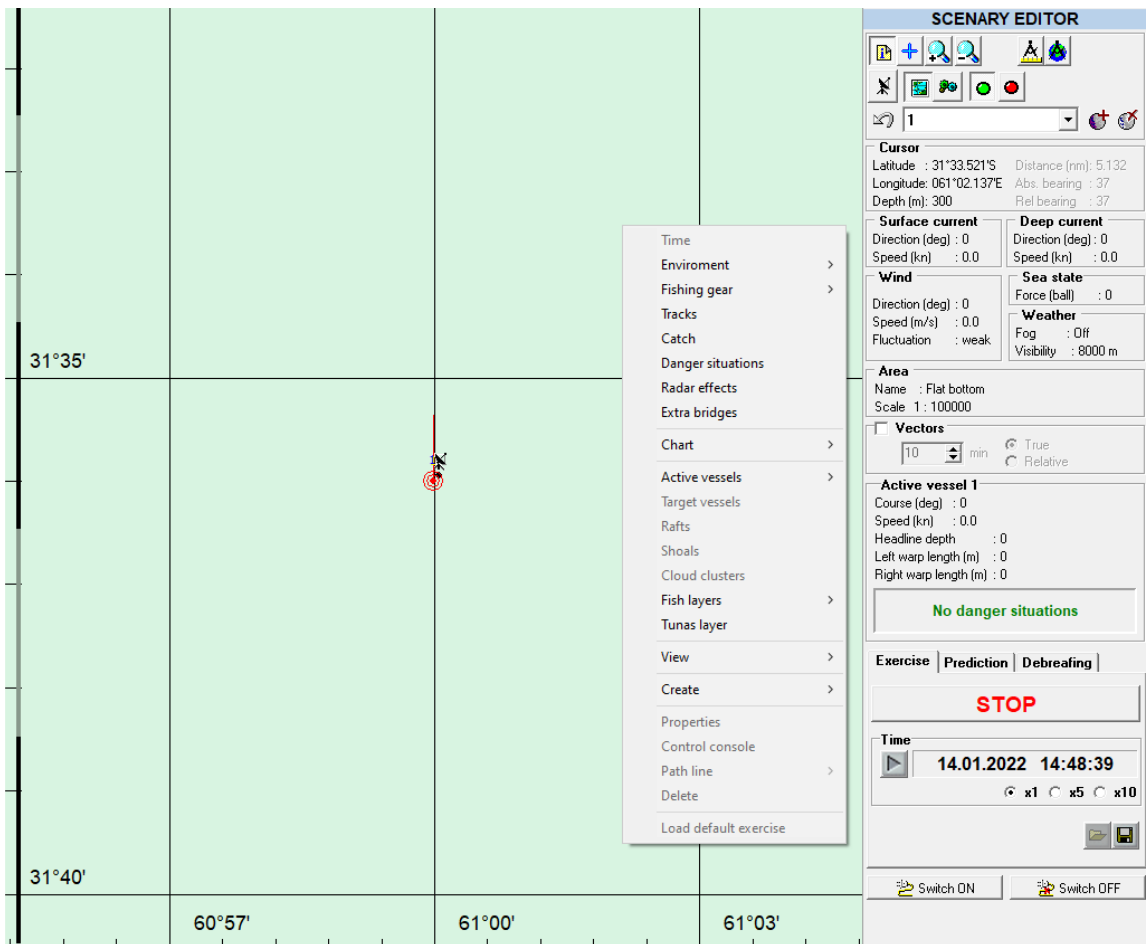 SCENARY EDITOR
1
Cursor
Latitude : 31°33.521'S Distance (nm): 5.132
Longitude: 061°02.137'E Abs. bearing : 37
Depth (m): 300 Rel bearing : 37
Surface current Deep current
Direction (deg) : 0 Direction (deg) : 0
Speed (kn) : 0.0 Speed (kn) : 0.0
Wind Sea state
Direction (deg) : 0 Force (ball) : 0
Speed (m/s) : 0.0 Weather
Fluctuation : weak Fog : Off
Visibility : 8000 m
Area
Name : Flat bottom
Scale 1 : 100000
Vectors
10 min True
Relative
Active vessel 1
Course (deg) : 0
Speed (kn) : 0.0
Headline depth : 0
Left warp length (m) : 0
Right warp length (m) : 0
No danger situations
Exercise Prediction Debreafing
STOP
Time
14.01.2022 14:48:39
x1 x5 x10
Switch ON Switch OFF
Time
Enviroment
Fishing gear
Tracks
Catch
Danger situations
Radar effects
Extra bridges
Chart
Active vessels
Target vessels
Rafts
Shoals
Cloud clusters
Fish layers
Tunas layer
View
Create
Properties
Control console
Path line
Delete
Load default exercise
31°35'
31°40'
60°57' 61°00' 61°03'